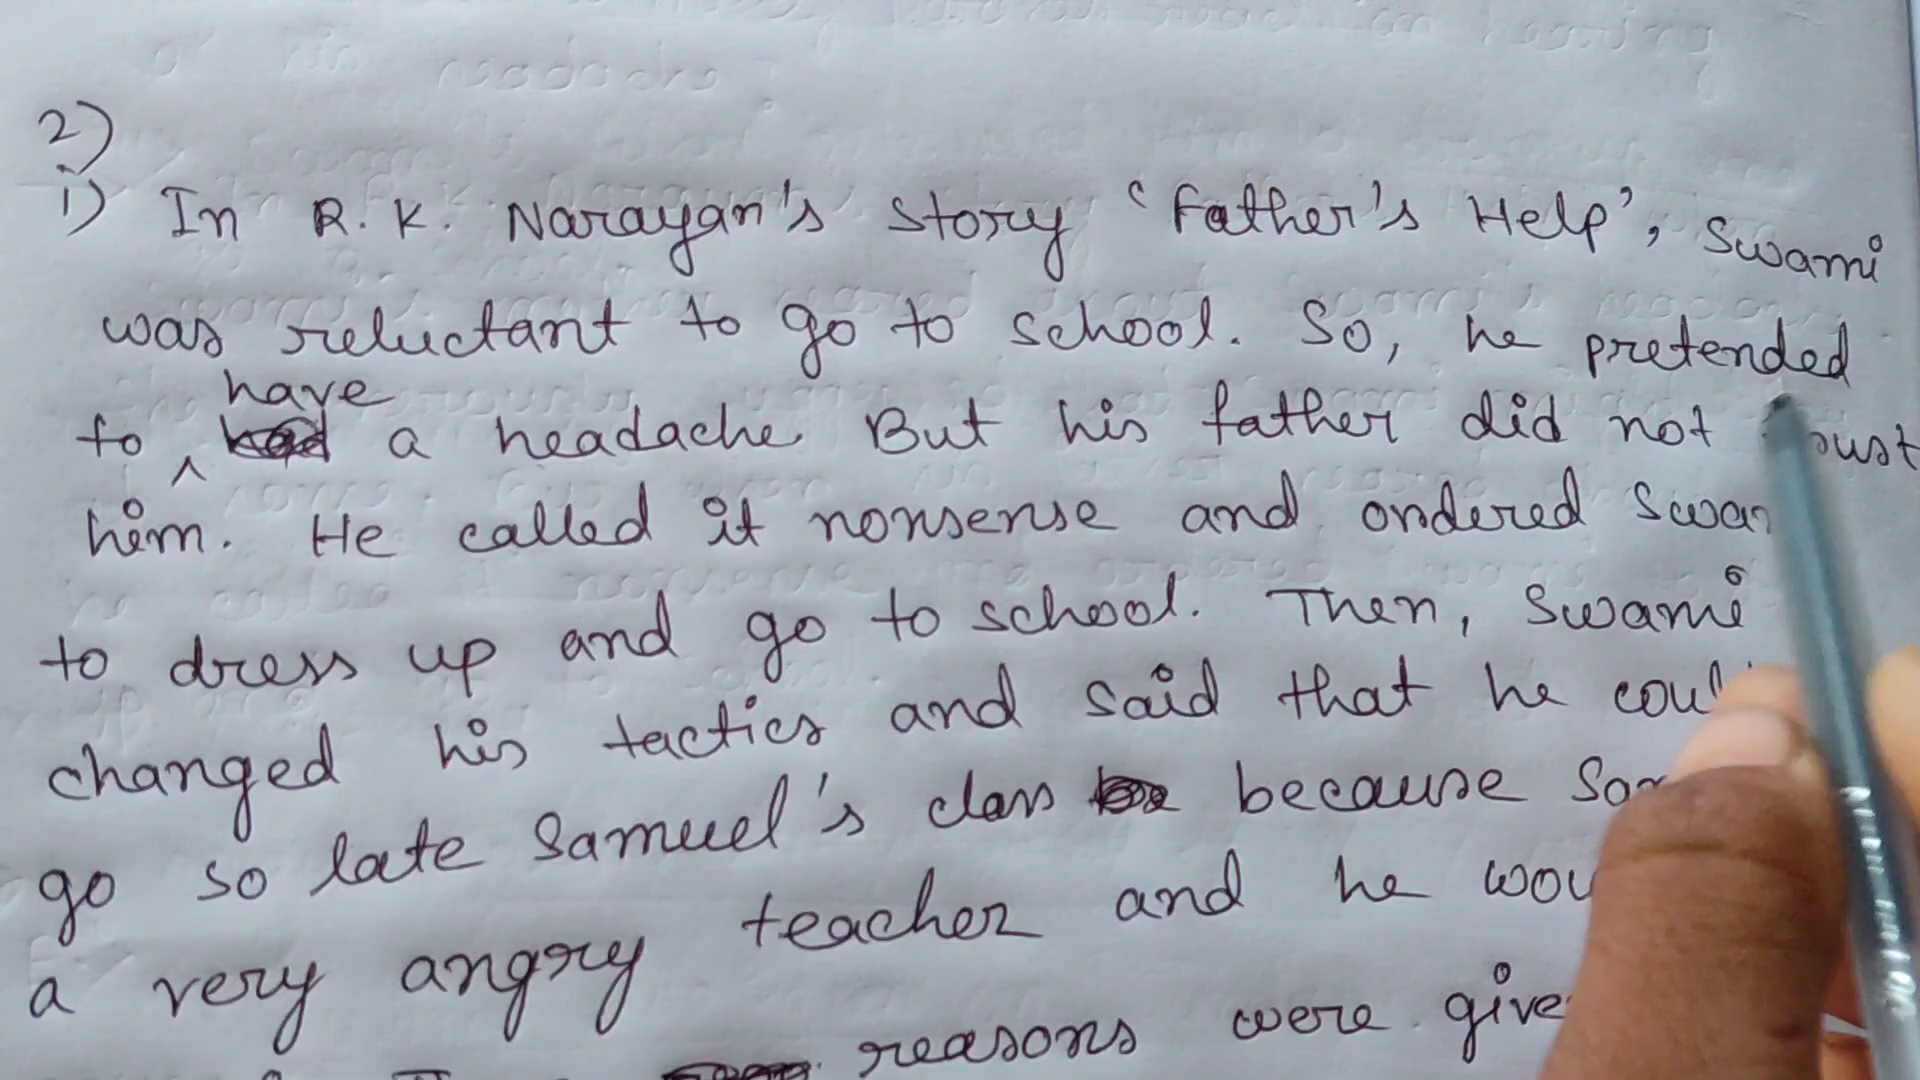 2)
i) In R. K. Narayan's story 'Father's Help', Swami
was reluctant to go to school. So, he pretended
have
to ^ a headache. But his father did not
him. He called it nonsense and ordered
to dress up and go to school. Then, Swami
changed his tactics and said that he
go so late Samuel's class because
a very angry teacher and he
reasons were